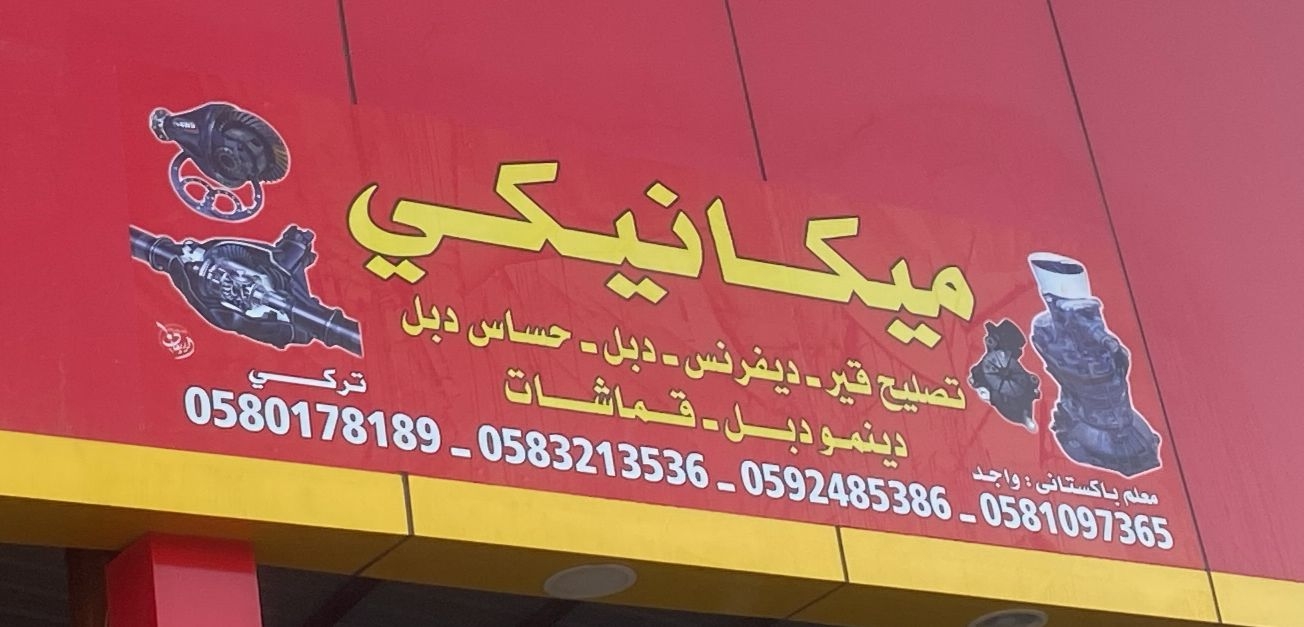 ميكانيكي
تصليح قير - ديفرنس - دبل - حساس دبل
دينمو دبل - قماشات
معلم باكستاني : واجد
تركي
0580178189 - 0583213536 - 0592485386 - 0581097365